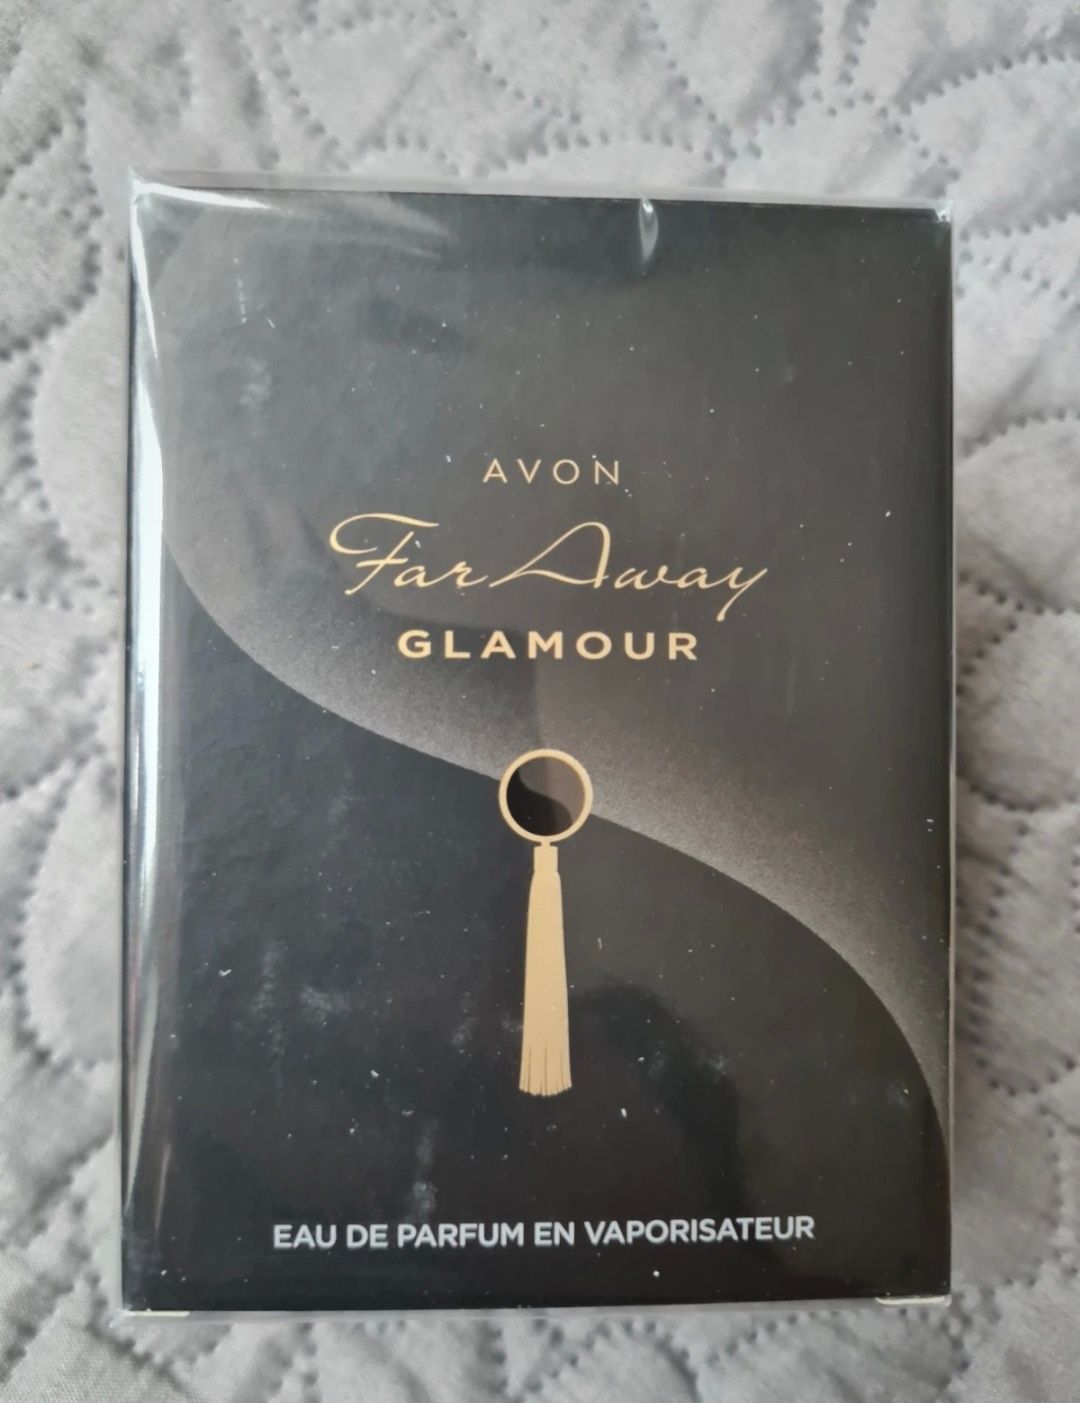 AVON
Far Away
GLAMOUR
EAU DE PARFUM EN VAPORISATEUR